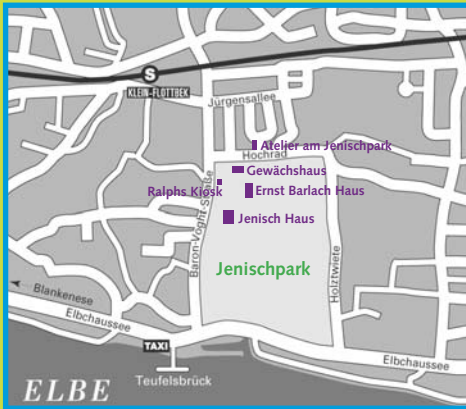 S
KLEIN-FLOTTBEK
Jürgensallee
Atelier am Jenischpark
Hochrad
Gewächshaus
Ralphs Kiosk
Ernst Barlach Haus
Baron-Voght-Straße
Jenisch Haus
Jenischpark
Holztwiete
Blankenese
Elbchaussee
TAXI
Elbchaussee
Teufelsbrück
ELBE